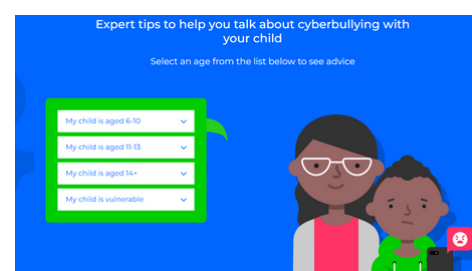 Expert tips to help you talk about cyberbullying with
your child
Select an age from the list below to see advice
My child is aged 6-10
My child is aged 11-13
My child is aged 14+
My child is vulnerable